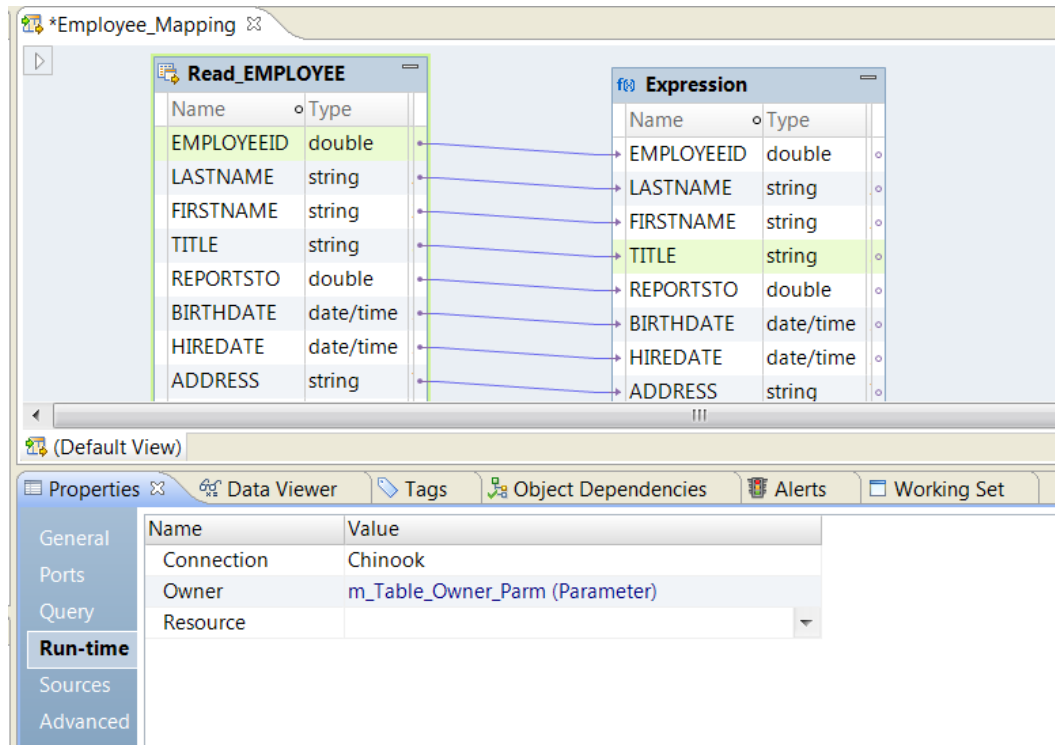 *Employee_Mapping
Read_EMPLOYEE
Name Type
EMPLOYEEID double
LASTNAME string
FIRSTNAME string
TITLE string
REPORTSTO double
BIRTHDATE date/time
HIREDATE date/time
ADDRESS string
f(x) Expression
Name Type
EMPLOYEEID double
LASTNAME string
FIRSTNAME string
TITLE string
REPORTSTO double
BIRTHDATE date/time
HIREDATE date/time
ADDRESS string
(Default View)
Properties Data Viewer Tags Object Dependencies Alerts Working Set
General
Ports
Query
Run-time
Sources
Advanced
Name Value
Connection Chinook
Owner m_Table_Owner_Parm (Parameter)
Resource